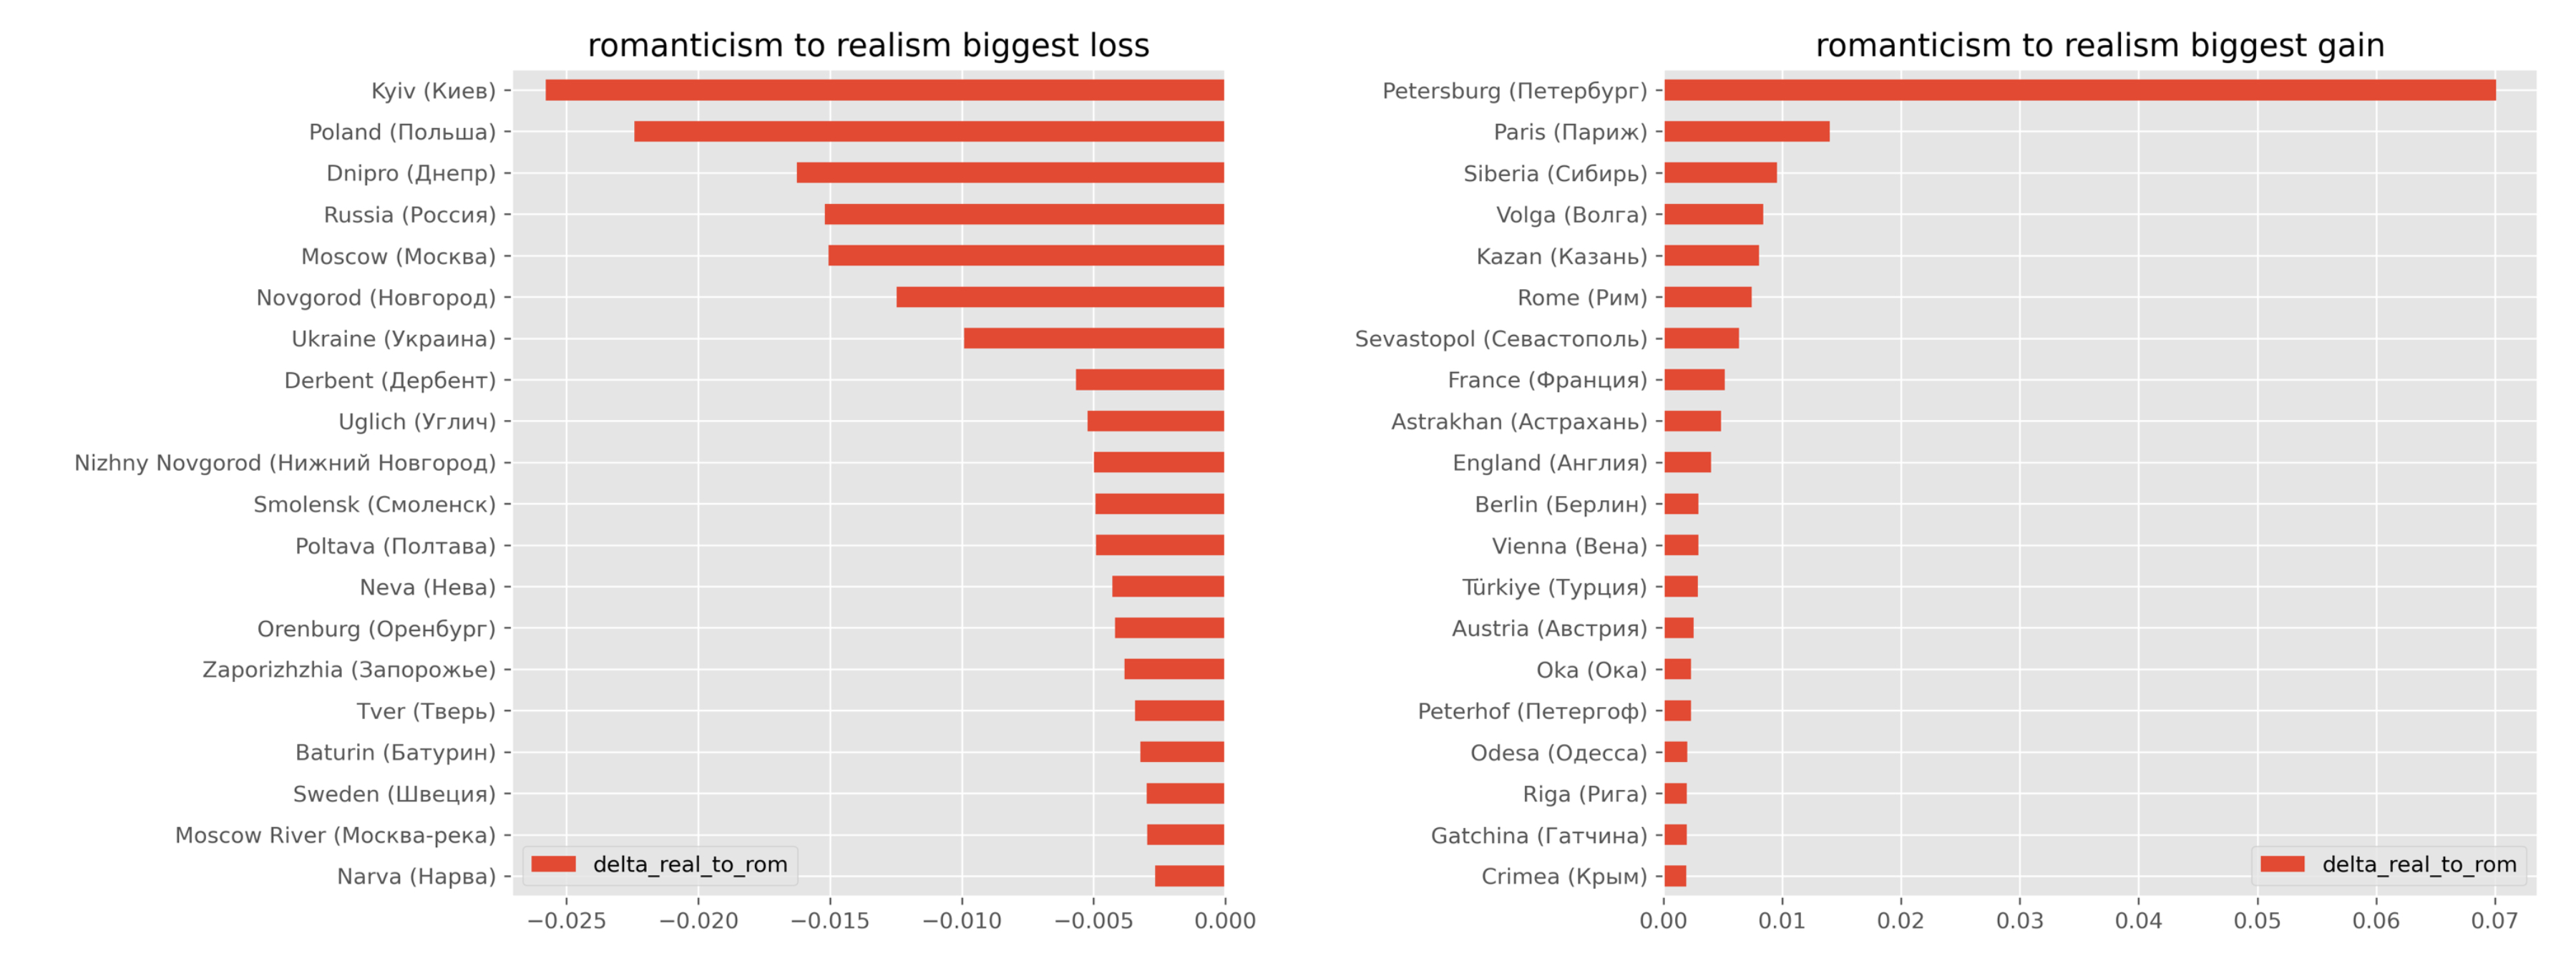 romanticism to realism biggest loss
Kyiv (Киев)
Poland (Польша)
Dnipro (Днепр)
Russia (Россия)
Moscow (Москва)
Novgorod (Новгород)
Ukraine (Украина)
Derbent (Дербент)
Uglich (Углич)
Nizhny Novgorod (Нижний Новгород)
Smolensk (Смоленск)
Poltava (Полтава)
Neva (Нева)
Orenburg (Оренбург)
Zaporizhzhia (Запорожье)
Tver (Тверь)
Baturin (Батурин)
Sweden (Швеция)
Moscow River (Москва-река)
Narva (Нарва)
delta_real_to_rom
−0.025 −0.020 −0.015 −0.010 −0.005 0.000
romanticism to realism biggest gain
Petersburg (Петербург)
Paris (Париж)
Siberia (Сибирь)
Volga (Волга)
Kazan (Казань)
Rome (Рим)
Sevastopol (Севастополь)
France (Франция)
Astrakhan (Астрахань)
England (Англия)
Berlin (Берлин)
Vienna (Вена)
Türkiye (Турция)
Austria (Австрия)
Oka (Ока)
Peterhof (Петергоф)
Odesa (Одесса)
Riga (Рига)
Gatchina (Гатчина)
Crimea (Крым)
delta_real_to_rom
0.00 0.01 0.02 0.03 0.04 0.05 0.06 0.07